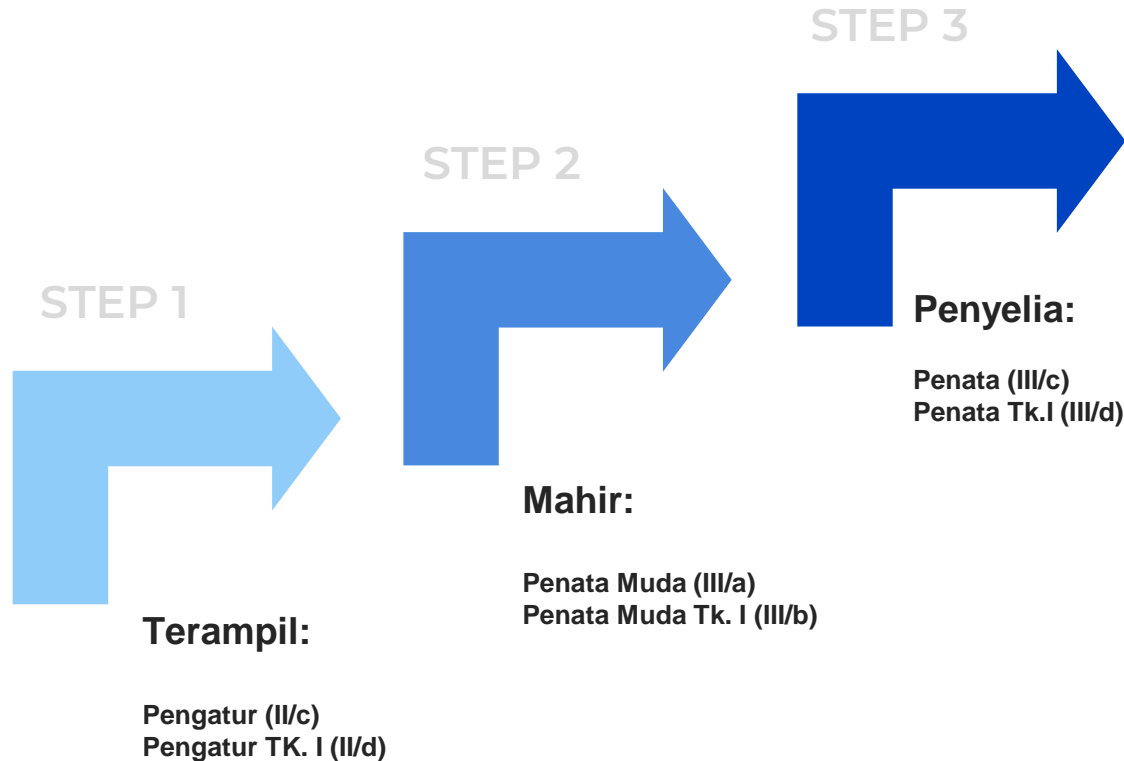 STEP 1
Terampil:
Pengatur (II/c)
Pengatur TK. I (II/d)
STEP 2
Mahir:
Penata Muda (III/a)
Penata Muda Tk. I (III/b)
STEP 3
Penyelia:
Penata (III/c)
Penata Tk.I (III/d)